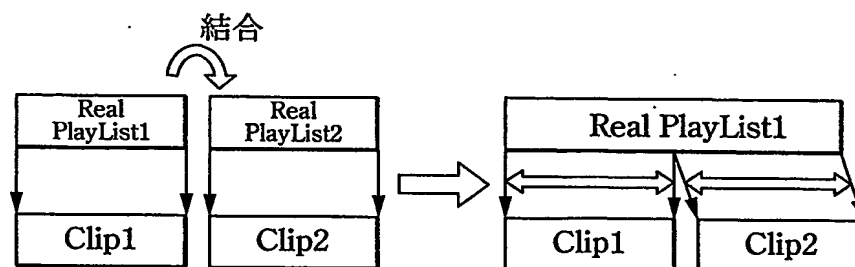 結合
Real
PlayList1
Real
PlayList2
Real PlayList1
Clip1
Clip2
Clip1
Clip2